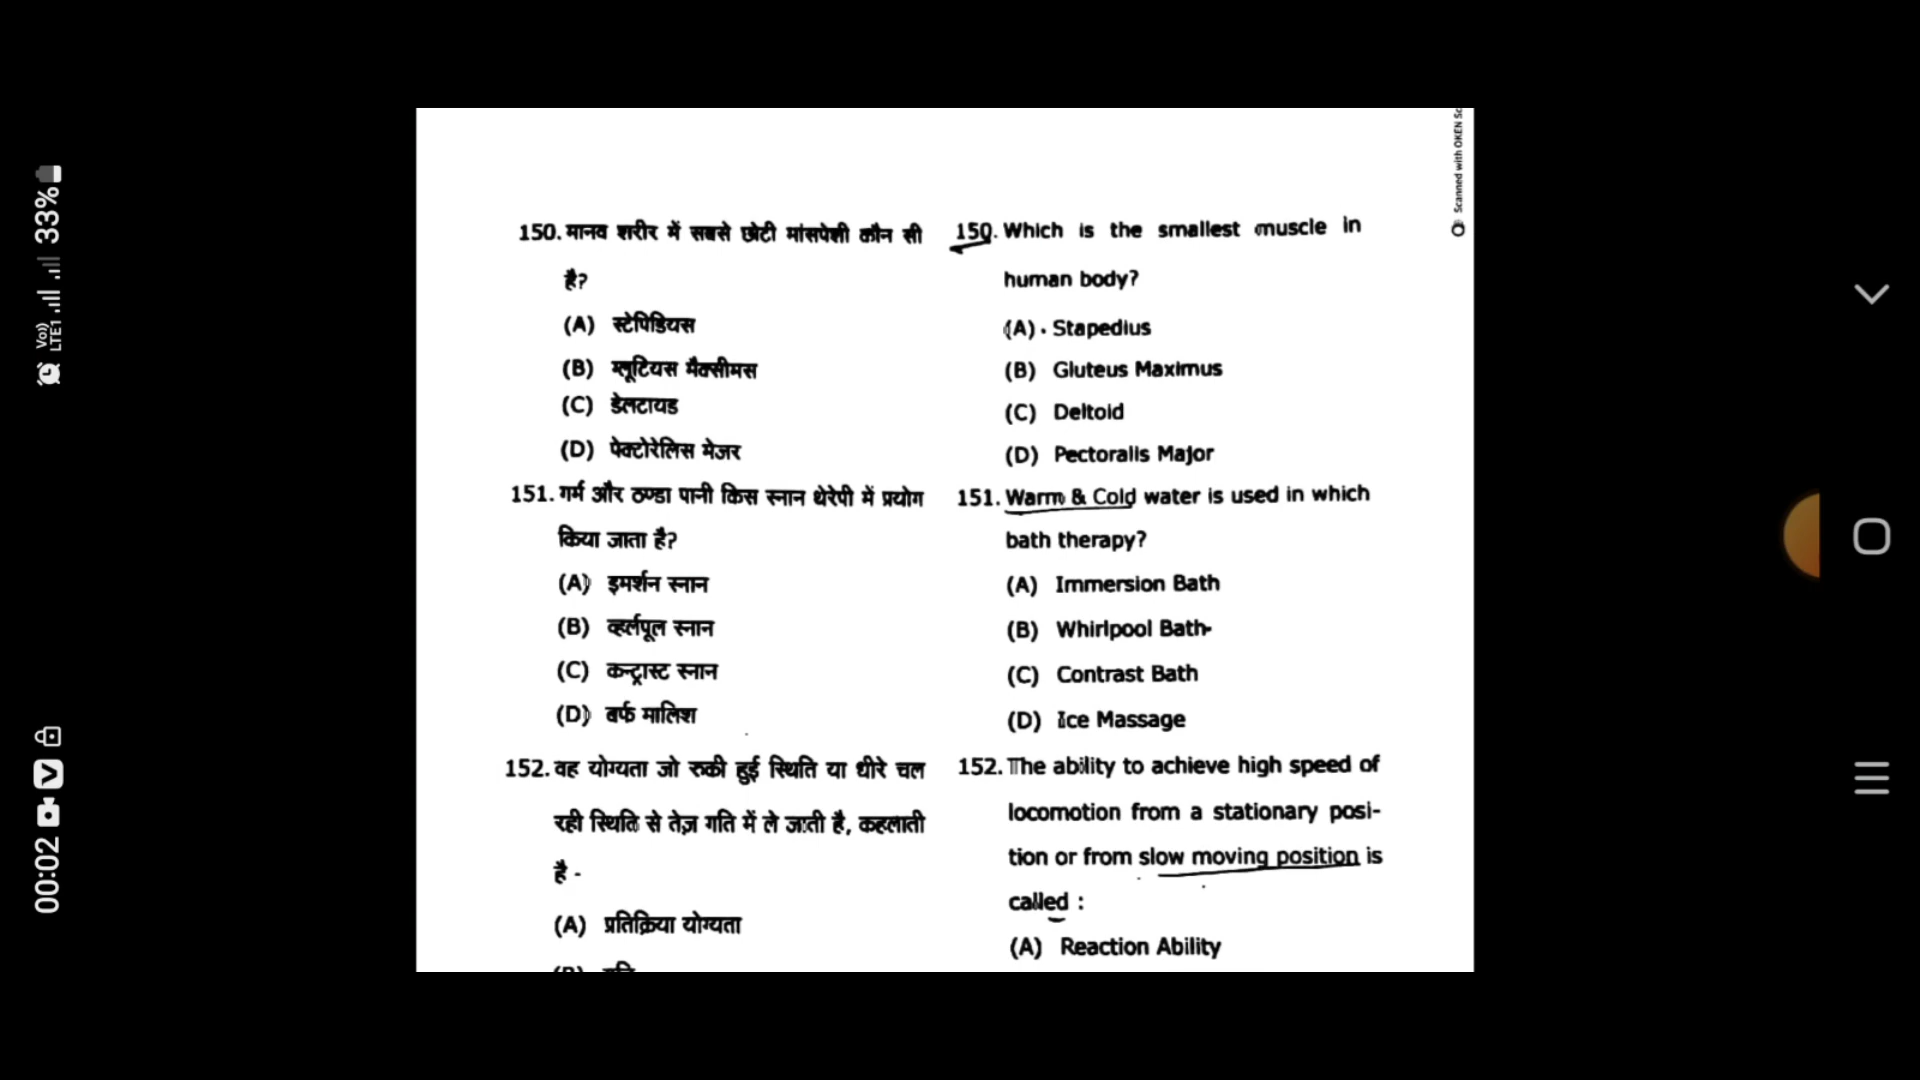 Scanned with OKEN Sc
33%
Vo))
LTE1
00:02
150. मानव शरीर में सबसे छोटी मांसपेशी कौन सी
है?
(A) स्टेपिडियस
(B) ग्लूटियस मैक्सीमस
(C) डेलटायड
(D) पेक्टोरेलिस मेजर
151. गर्म और ठण्डा पानी किस स्नान थेरेपी में प्रयोग
किया जाता है?
(A) इमर्शन स्नान
(B) व्हर्लपूल स्नान
(C) कन्ट्रास्ट स्नान
(D) बर्फ मालिश
152. वह योग्यता जो रुकी हुई स्थिति या धीरे चल
रही स्थिति से तेज़ गति में ले जाती है, कहलाती
है -
(A) प्रतिक्रिया योग्यता
150. Which is the smallest muscle in
human body?
(A) Stapedius
(B) Gluteus Maximus
(C) Deltoid
(D) Pectoralis Major
151. Warm & Cold water is used in which
bath therapy?
(A) Immersion Bath
(B) Whirlpool Bath
(C) Contrast Bath
(D) Ice Massage
152. The ability to achieve high speed of
locomotion from a stationary posi-
tion or from slow moving position is
called :
(A) Reaction Ability